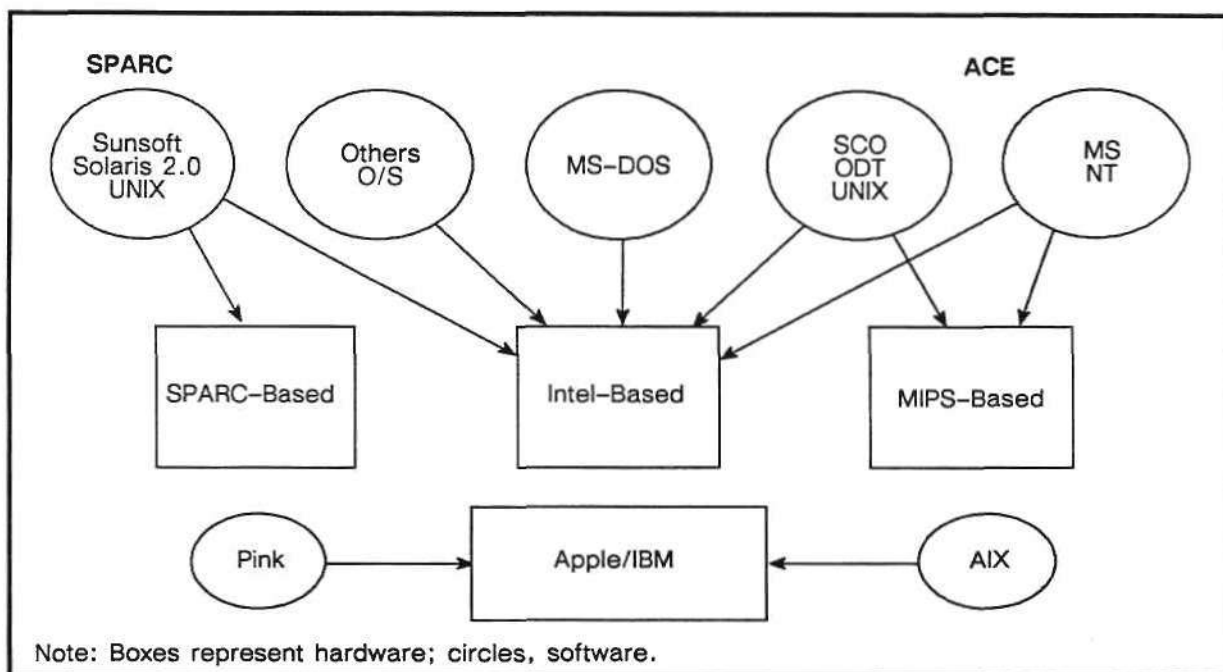 SPARC
ACE
Sunsoft
Solaris 2.0
UNIX
Others
O/S
MS-DOS
SCO
ODT
UNIX
MS
NT
SPARC-Based
Intel-Based
MIPS-Based
Pink
Apple/IBM
AIX
Note: Boxes represent hardware; circles, software.